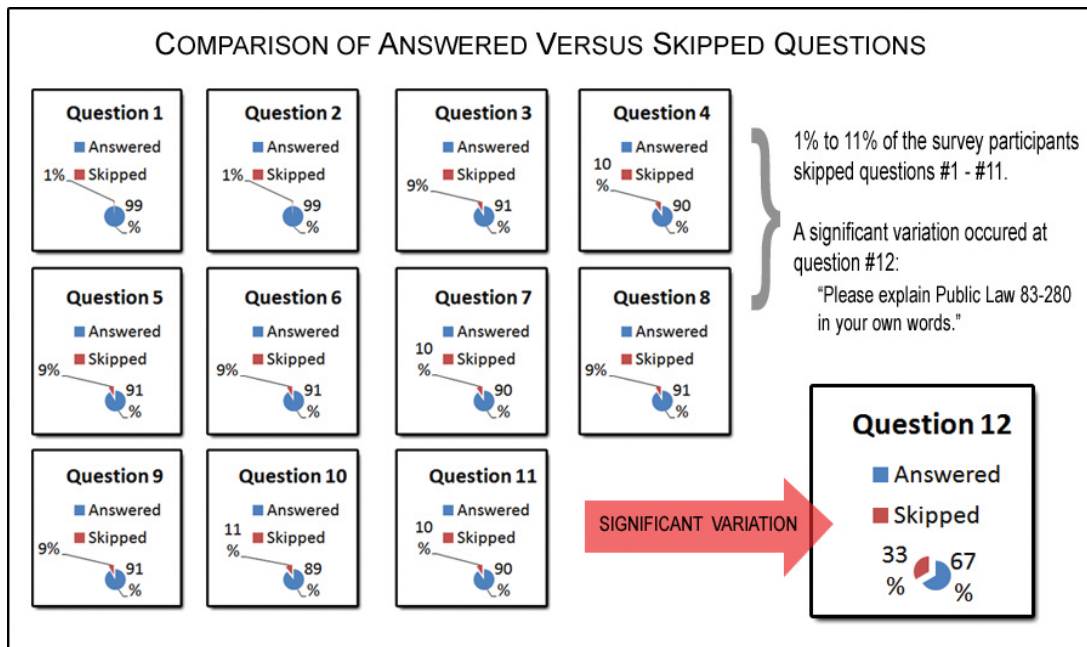 COMPARISON OF ANSWERED VERSUS SKIPPED QUESTIONS
Question 1
Answered
Skipped
1%
99
%
Question 2
Answered
Skipped
1%
99
%
Question 3
Answered
Skipped
9%
91
%
Question 4
Answered
10
%
Skipped
90
%
1% to 11% of the survey participants
skipped questions #1 - #11.
A significant variation occured at
question #12:
“Please explain Public Law 83-280
in your own words.”
Question 5
Answered
Skipped
9%
91
%
Question 6
Answered
Skipped
9%
91
%
Question 7
Answered
10
%
Skipped
90
%
Question 8
Answered
Skipped
9%
91
%
Question 9
Answered
Skipped
9%
91
%
Question 10
Answered
11
%
Skipped
89
%
Question 11
Answered
10
%
Skipped
90
%
SIGNIFICANT VARIATION
Question 12
Answered
Skipped
33
%
67
%